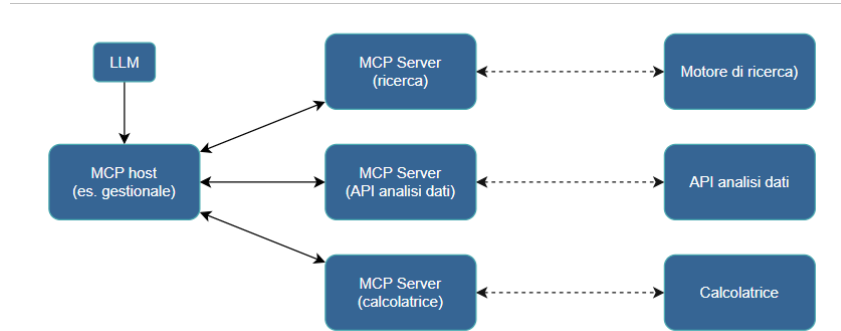 LLM
MCP Server
(ricerca)
Motore di ricerca)
MCP host
(es. gestionale)
MCP Server
(API analisi dati)
API analisi dati
MCP Server
(calcolatrice)
Calcolatrice